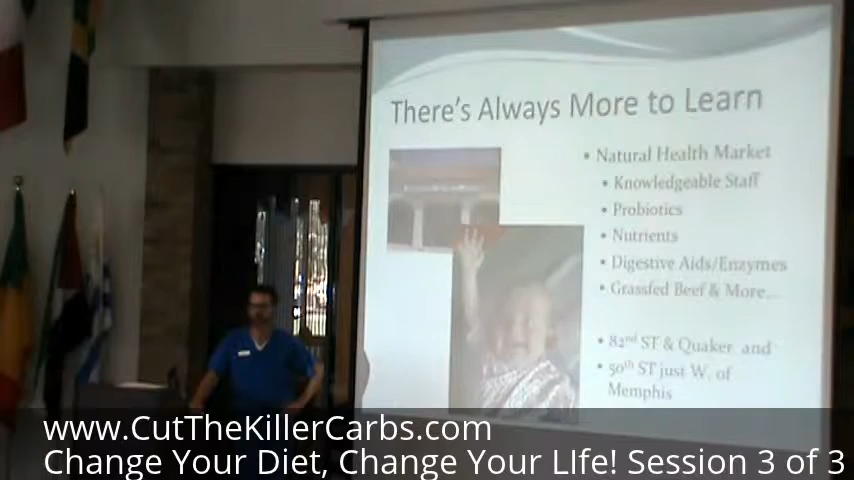 There's Always More to Learn
• Natural Health Market
• Knowledgeable Staff
• Probiotics
• Nutrients
• Digestive Aids/Enzymes
• Grassfed Beef & More...
• 82nd ST & Quaker and
• 50th ST just W. of
Memphis
www.CutTheKillerCarbs.com
Change Your Diet, Change Your LIfe! Session 3 of 3